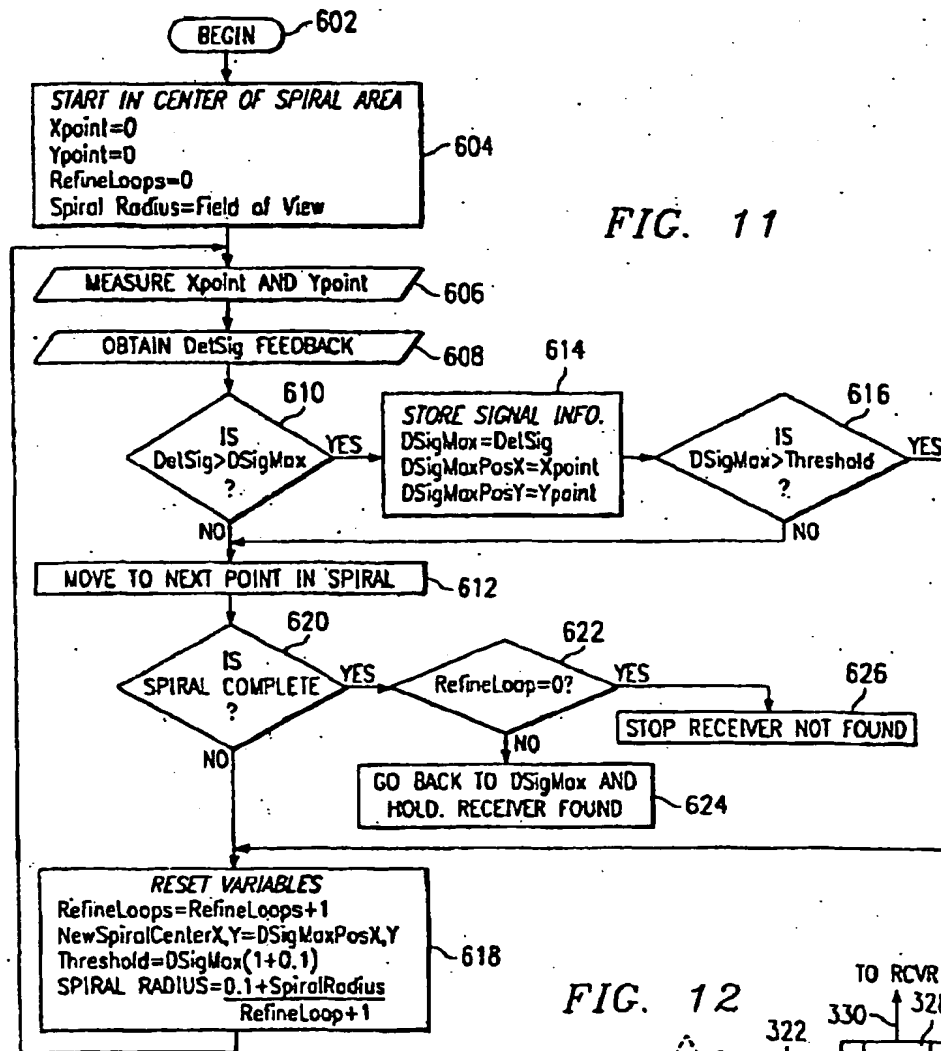 BEGIN
602
START IN CENTER OF SPIRAL AREA
Xpoint=0
Ypoint=0
RefineLoops=0
Spiral Radius=Field of View
604
FIG. 11
MEASURE Xpoint AND Ypoint
606
OBTAIN DetSig FEEDBACK
608
610
IS
DetSig>DSigMax
?
YES
NO
614
STORE SIGNAL INFO.
DSigMax=DetSig
DSigMaxPosX=Xpoint
DSigMaxPosY=Ypoint
616
IS
DSigMax>Threshold
?
YES
NO
MOVE TO NEXT POINT IN SPIRAL
612
620
IS
SPIRAL COMPLETE
?
YES
NO
622
RefineLoop=0?
YES
NO
626
STOP RECEIVER NOT FOUND
GO BACK TO DSigMax AND
HOLD. RECEIVER FOUND
624
RESET VARIABLES
RefineLoops=RefineLoops+1
NewSpiralCenterX,Y=DSigMaxPosX,Y
Threshold=DSigMax(1+0.1)
SPIRAL RADIUS=0.1+SpiralRadius
RefineLoop+1
618
FIG. 12
TO RCVR
330
328
322